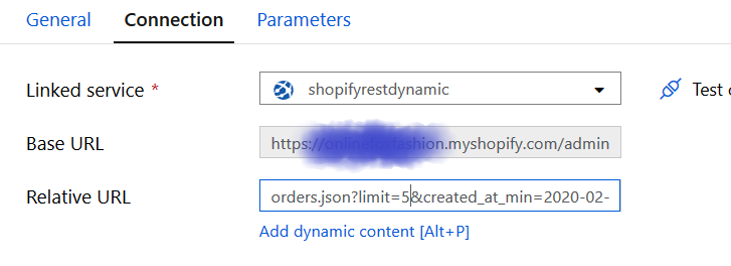 General Connection Parameters
Linked service * shopifyrestdynamic Test
Base URL https: fashion.myshopify.com/admin
Relative URL orders.json?limit=5&created_at_min=2020-02-
Add dynamic content [Alt+P]